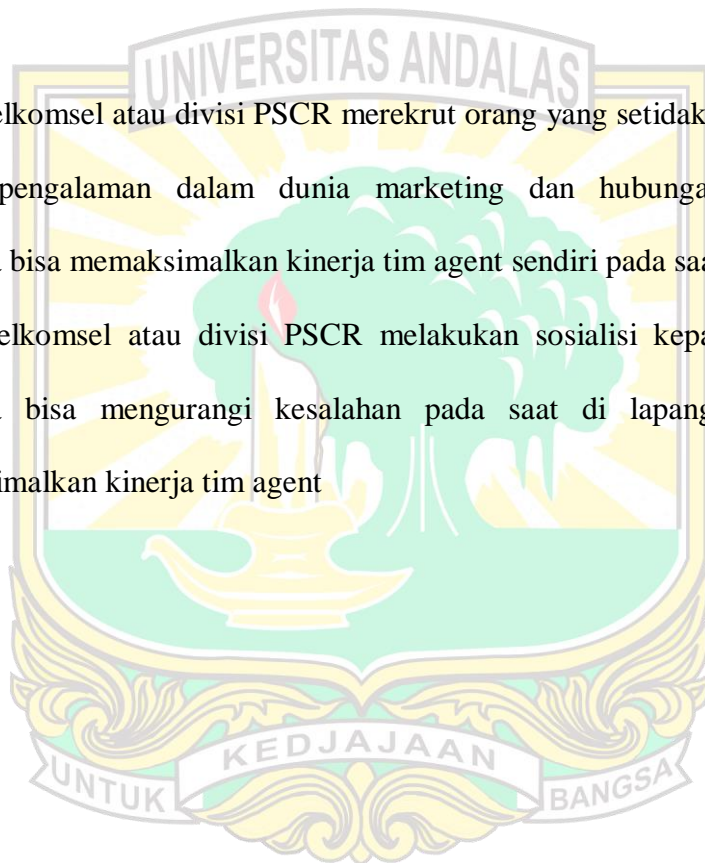 UNIVERSITAS ANDALAS
elkomsel atau divisi PSCR merekrut orang yang setidak
pengalaman dalam dunia marketing dan hubunga
bisa memaksimalkan kinerja tim agent sendiri pada saa
elkomsel atau divisi PSCR melakukan sosialisi kepa
bisa mengurangi kesalahan pada saat di lapang
imalkan kinerja tim agent
KEDJAJAAN
UNTUK BANGSA